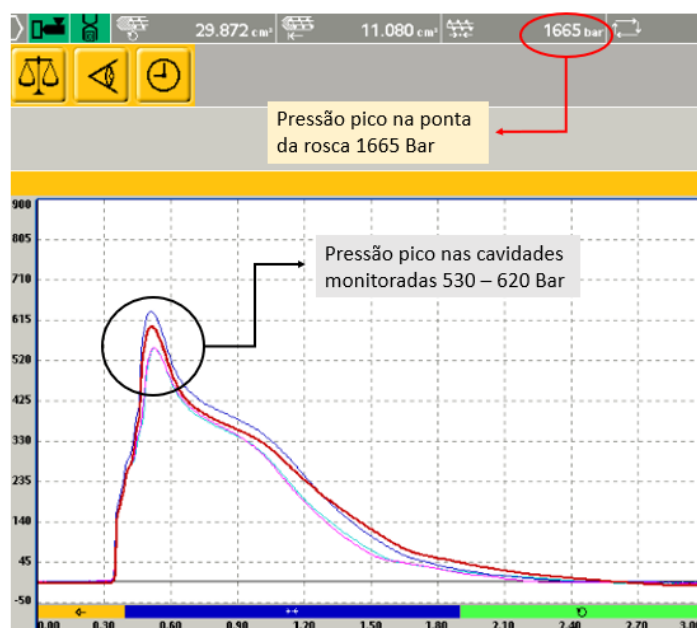 29.872 cm³ 11.080 cm³ 1665 bar
Pressão pico na ponta
da rosca 1665 Bar
900
805
Pressão pico nas cavidades
monitoradas 530 – 620 Bar
710
615
520
425
330
235
140
45
-50
0.00 0.30 0.60 0.90 1.20 1.50 1.80 2.10 2.40 2.70 3.0